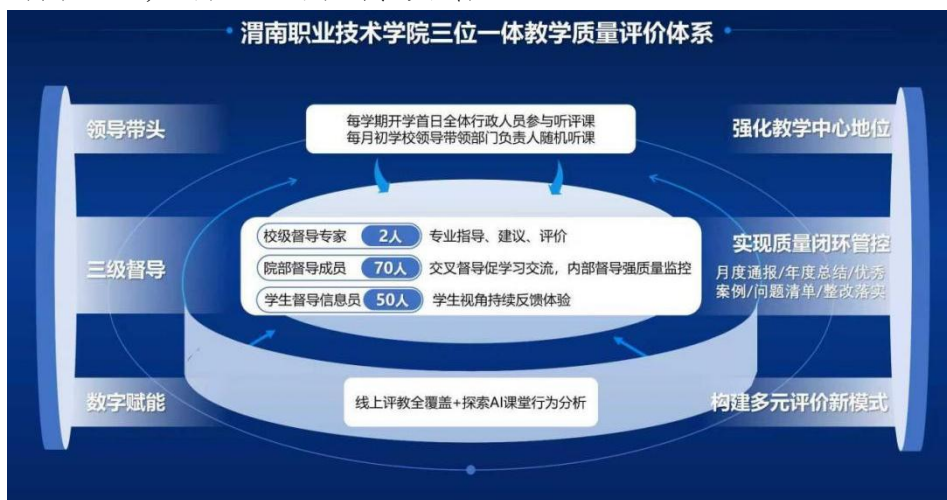 渭南职业技术学院三位一体教学质量评价体系
领导带头
每学期开学首日全体行政人员参与听评课
每月初学校领导带领部门负责人随机听课
强化教学中心地位
三级督导
校级督导专家 2人 专业指导、建议、评价
院部督导成员 70人 交叉督导促学习交流，内部督导强质量监控
学生督导信息员 50人 学生视角持续反馈体验
实现质量闭环管控
月度通报/年度总结/优秀
案例/问题清单/整改落实
数字赋能
线上评教全覆盖+探索AI课堂行为分析
构建多元评价新模式